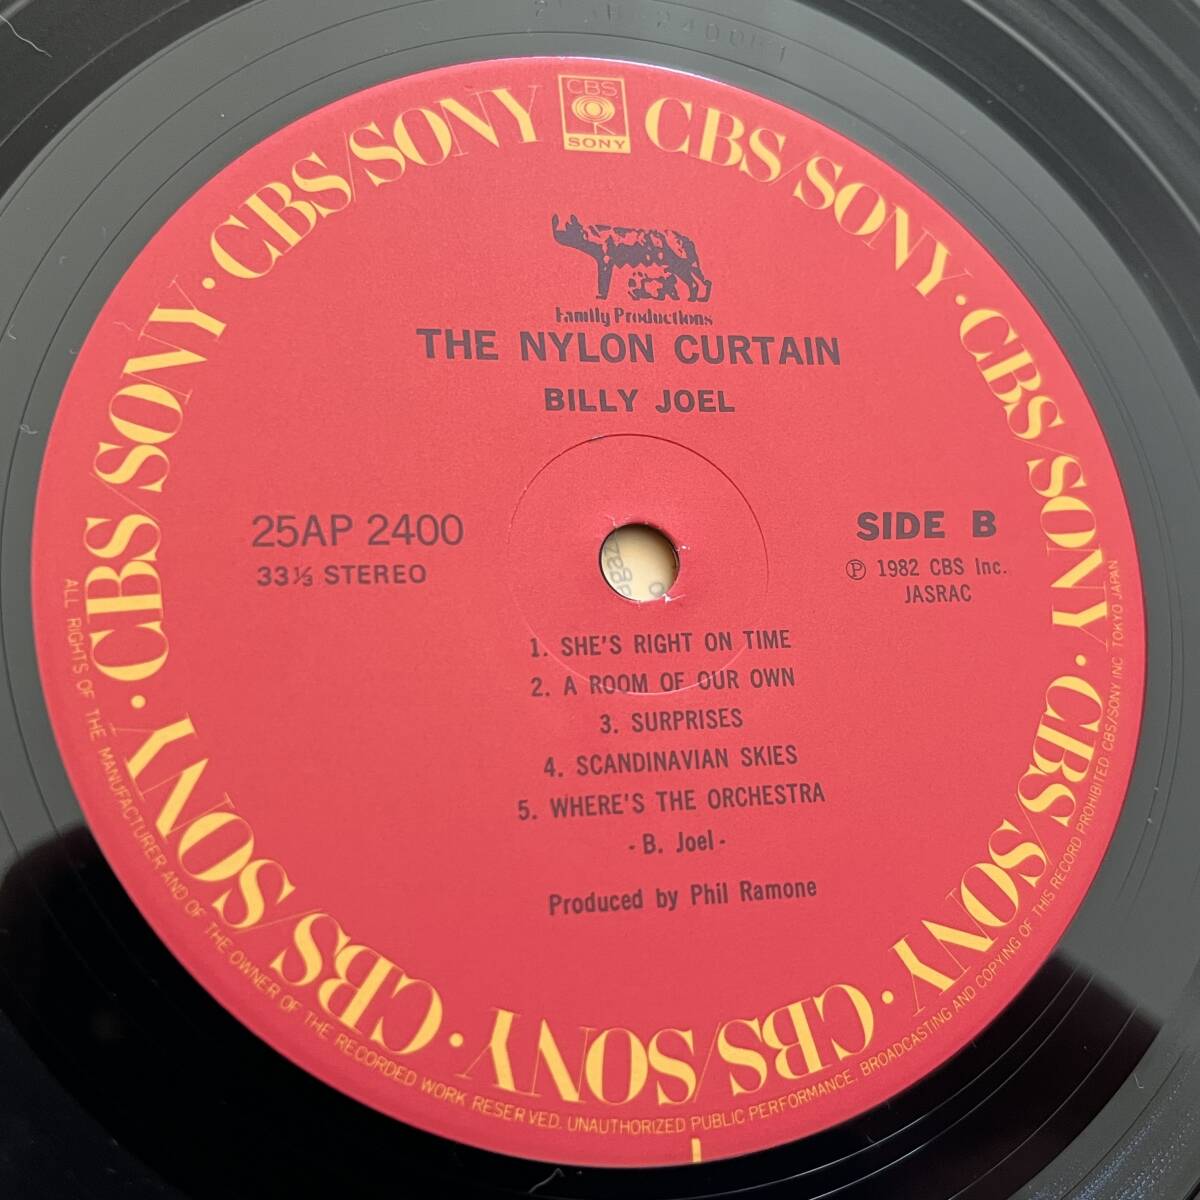 CBS
SONY
CBS/SONY · CBS/SONY · CBS/SONY · CBS/SONY · CBS/SONY · CBS/SONY · CBS/SONY
Family Productions
THE NYLON CURTAIN
BILLY JOEL
25AP 2400
33⅓ STEREO
SIDE B
Ⓟ 1982 CBS Inc.
JASRAC
1. SHE'S RIGHT ON TIME
2. A ROOM OF OUR OWN
3. SURPRISES
4. SCANDINAVIAN SKIES
5. WHERE'S THE ORCHESTRA
- B. Joel -
Produced by Phil Ramone
ALL RIGHTS OF THE MANUFACTURER AND OF THE OWNER OF THE RECORDED WORK RESERVED. UNAUTHORIZED PUBLIC PERFORMANCE. BROADCASTING AND COPYING OF THIS RECORD PROHIBITED. CBS/SONY INC. TOKYO JAPAN